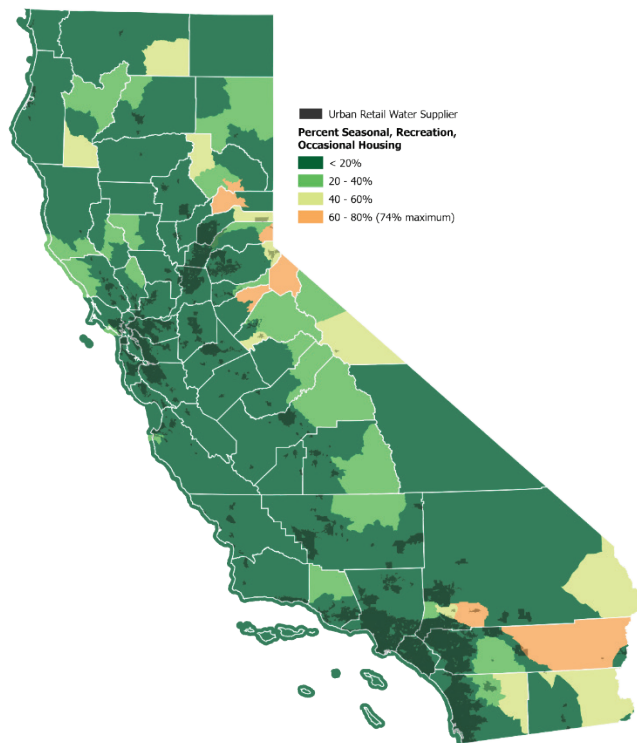 Urban Retail Water Supplier
Percent Seasonal, Recreation,
Occasional Housing
< 20%
20 - 40%
40 - 60%
60 - 80% (74% maximum)